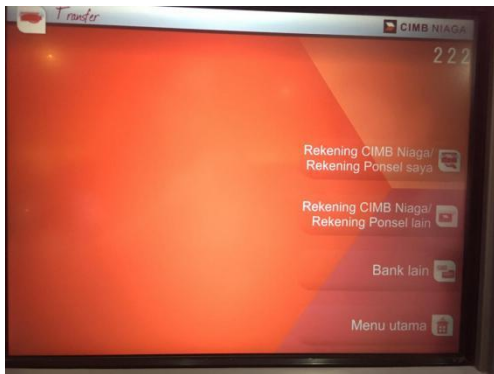 Transfer
CIMB NIAGA
222
Rekening CIMB Niaga/
Rekening Ponsel saya
Rekening CIMB Niaga/
Rekening Ponsel lain
Bank lain
Menu utama